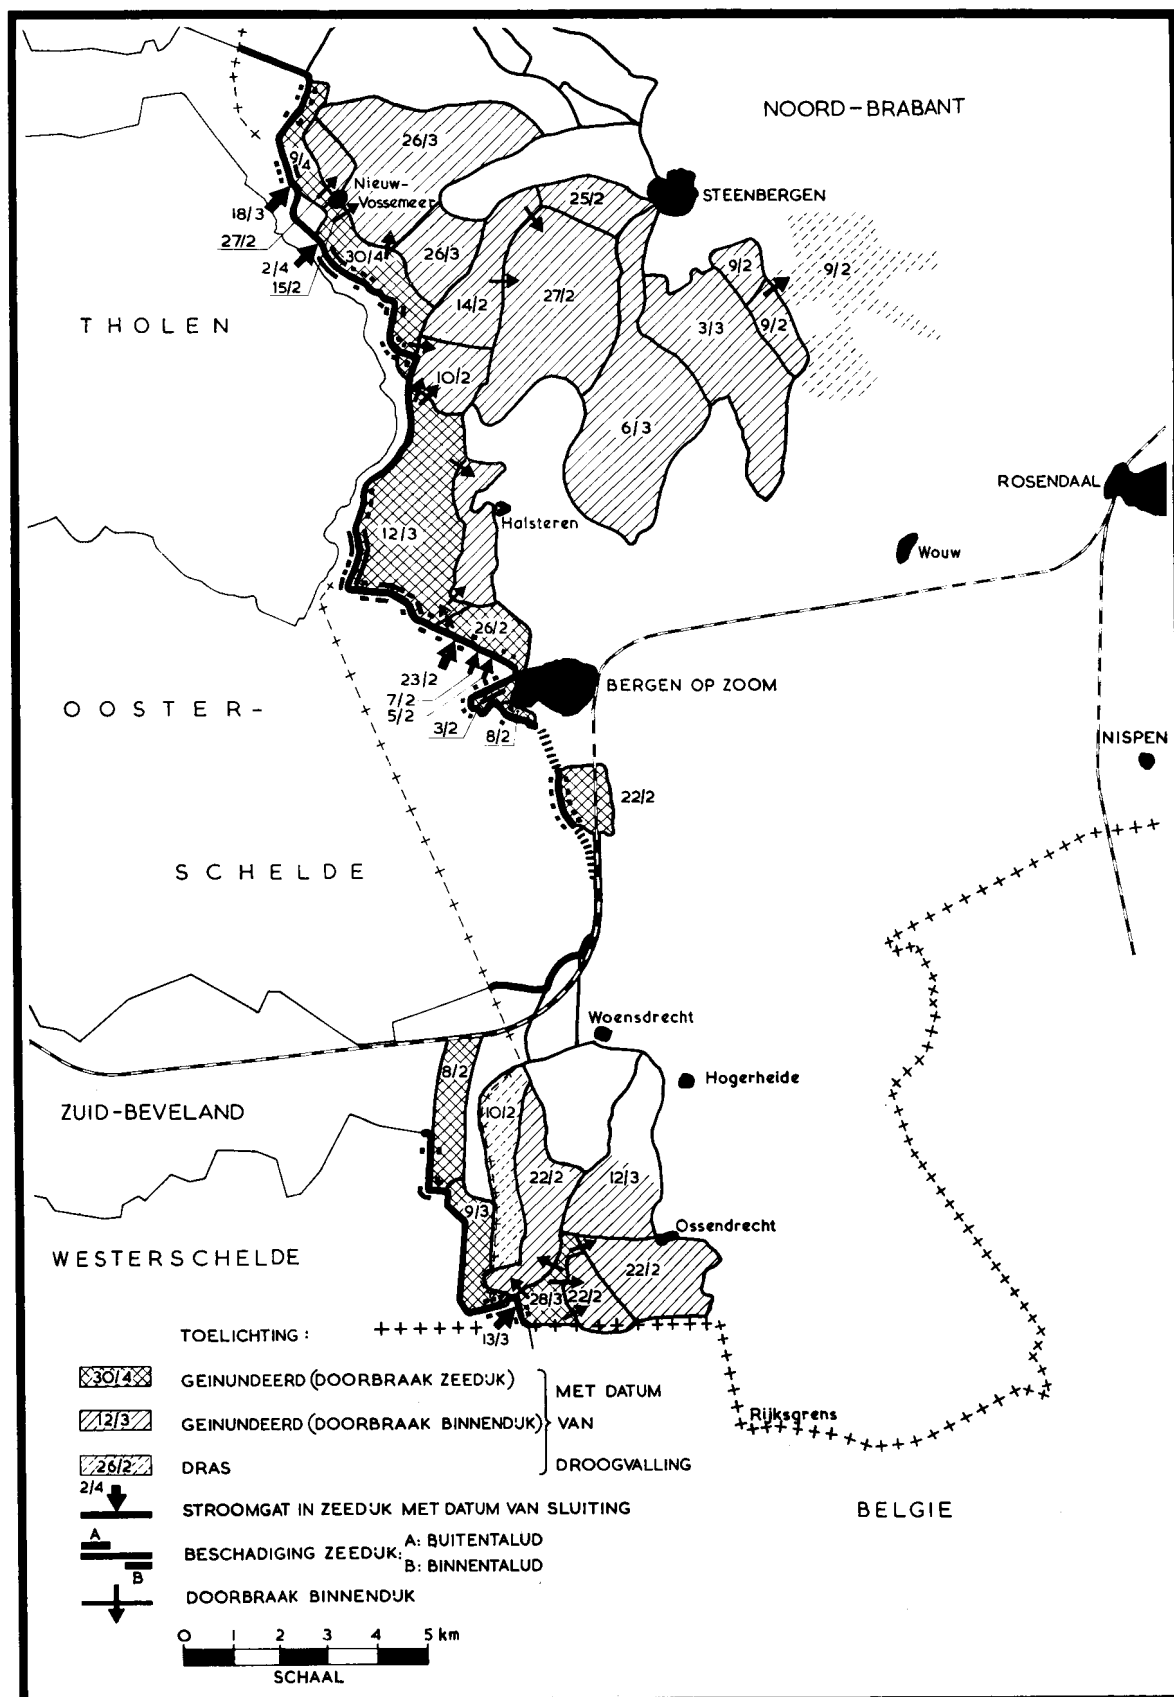 NOORD-BRABANT
26/3
9/4
Nieuw-
Vossemeer
STEENBERGEN
25/2
18/3
27/2
30/4
26/3
2/4
15/2
14/2
27/2
9/2
9/2
9/2
3/3
THOLEN
10/2
6/3
ROSENDAAL
Halsteren
12/3
Wouw
26/2
23/2
7/2
5/2
3/2
8/2
BERGEN OP ZOOM
OOSTER-
NISPEN
22/2
SCHELDE
Woensdrecht
8/2
Hogerheide
ZUID-BEVELAND
10/2
22/2
12/3
9/3
Ossendrecht
WESTERSCHELDE
22/2
28/3
22/2
13/3
TOELICHTING:
30/4 GEINUNDEERD (DOORBRAAK ZEEDIJK)
MET DATUM
12/3 GEINUNDEERD (DOORBRAAK BINNENDIJK)
VAN
26/2 DRAS
DROOGVALLING
Rijksgrens
2/4
STROOMGAT IN ZEEDIJK MET DATUM VAN SLUITING
BELGIE
A
BESCHADIGING ZEEDIJK: A: BUITENTALUD
B: BINNENTALUD
B
DOORBRAAK BINNENDIJK
0 1 2 3 4 5 km
SCHAAL